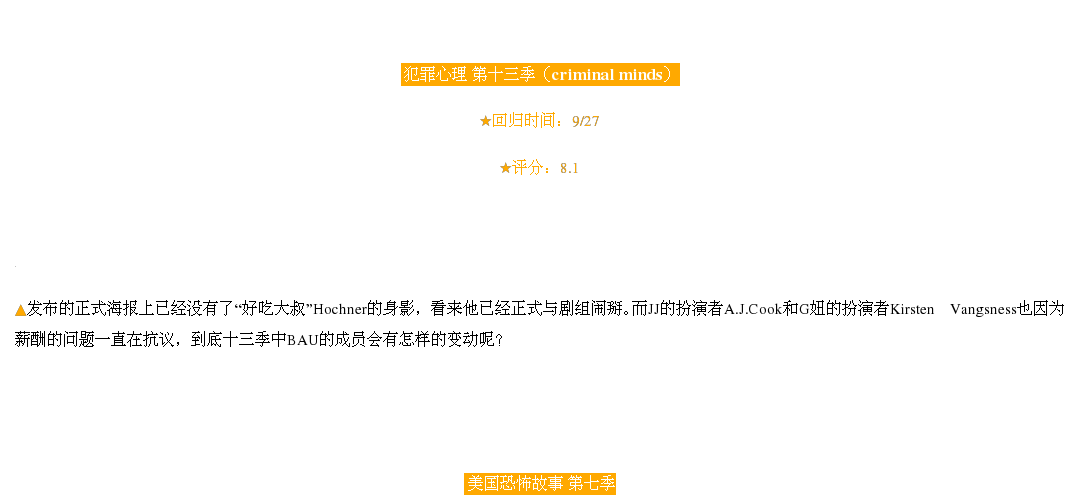 犯罪心理 第十三季（criminal minds）
★回归时间：9/27
★评分：8.1
▲发布的正式海报上已经没有了“好吃大叔”Hochner的身影，看来他已经正式与剧组闹掰。而JJ的扮演者A.J.Cook和G妞的扮演者Kirsten Vangsness也因为
薪酬的问题一直在抗议，到底十三季中BAU的成员会有怎样的变动呢？
美国恐怖故事 第七季